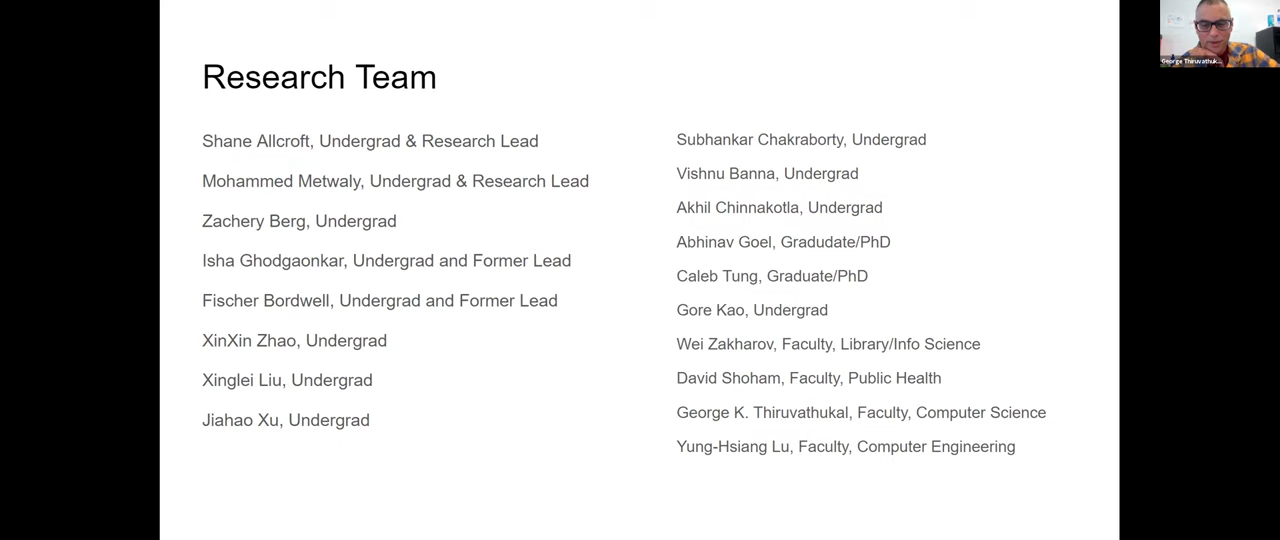 Research Team
Shane Allcroft, Undergrad & Research Lead
Mohammed Metwaly, Undergrad & Research Lead
Zachery Berg, Undergrad
Isha Ghodgaonkar, Undergrad and Former Lead
Fischer Bordwell, Undergrad and Former Lead
XinXin Zhao, Undergrad
Xinglei Liu, Undergrad
Jiahao Xu, Undergrad
Subhankar Chakraborty, Undergrad
Vishnu Banna, Undergrad
Akhil Chinnakotla, Undergrad
Abhinav Goel, Gradudate/PhD
Caleb Tung, Graduate/PhD
Gore Kao, Undergrad
Wei Zakharov, Faculty, Library/Info Science
David Shoham, Faculty, Public Health
George K. Thiruvathukal, Faculty, Computer Science
Yung-Hsiang Lu, Faculty, Computer Engineering
George Thiruvathuk...